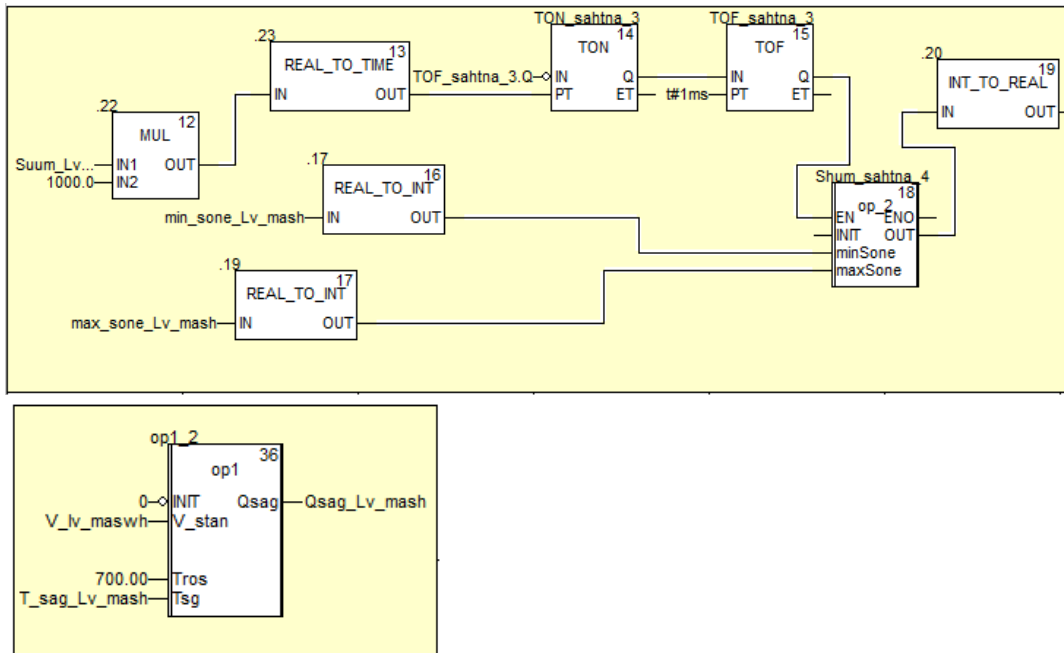 TON_sahtna_3 TOF_sahtna_3
.23 13 14 15 .20 19
REAL_TO_TIME TON TOF INT_TO_REAL
TOF_sahtna_3.Q IN Q IN Q
IN OUT PT ET t#1ms PT ET IN OUT
.22 12
MUL
Suum_Lv... IN1 OUT
1000.0 IN2
.17 16
REAL_TO_INT
min_sone_Lv_mash IN OUT
Shum_sahtna_4
18
op_2
EN ENO
INIT OUT
minSone
maxSone
.19 17
REAL_TO_INT
max_sone_Lv_mash IN OUT
op1_2
36
op1
0 INIT Qsag Qsag_Lv_mash
V_lv_maswh V_stan
700.00 Tros
T_sag_Lv_mash Tsg